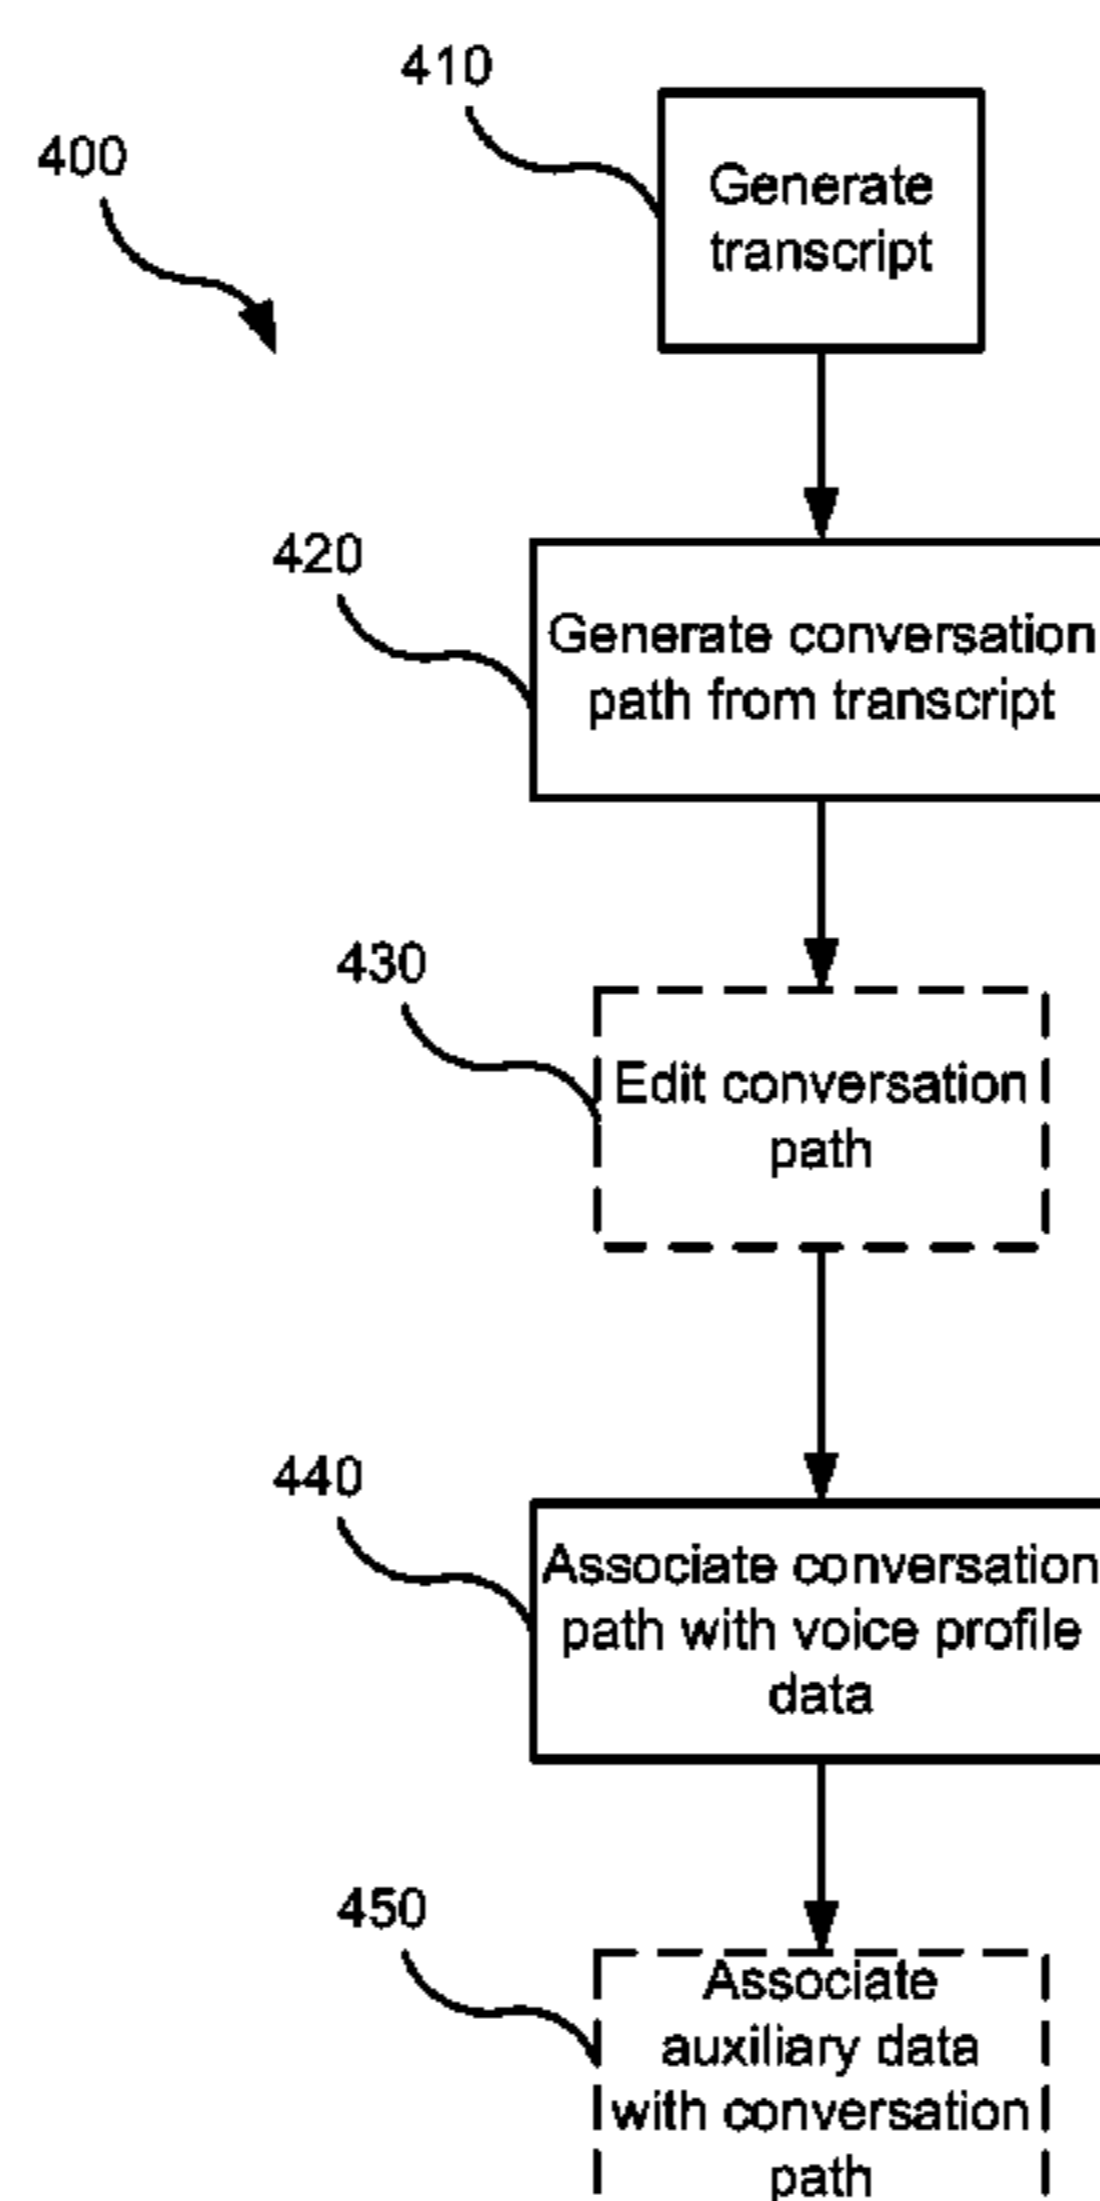 400
410
Generate
transcript
420
Generate conversation
path from transcript
430
Edit conversation
path
440
Associate conversation
path with voice profile
data
450
Associate
auxiliary data
with conversation
path